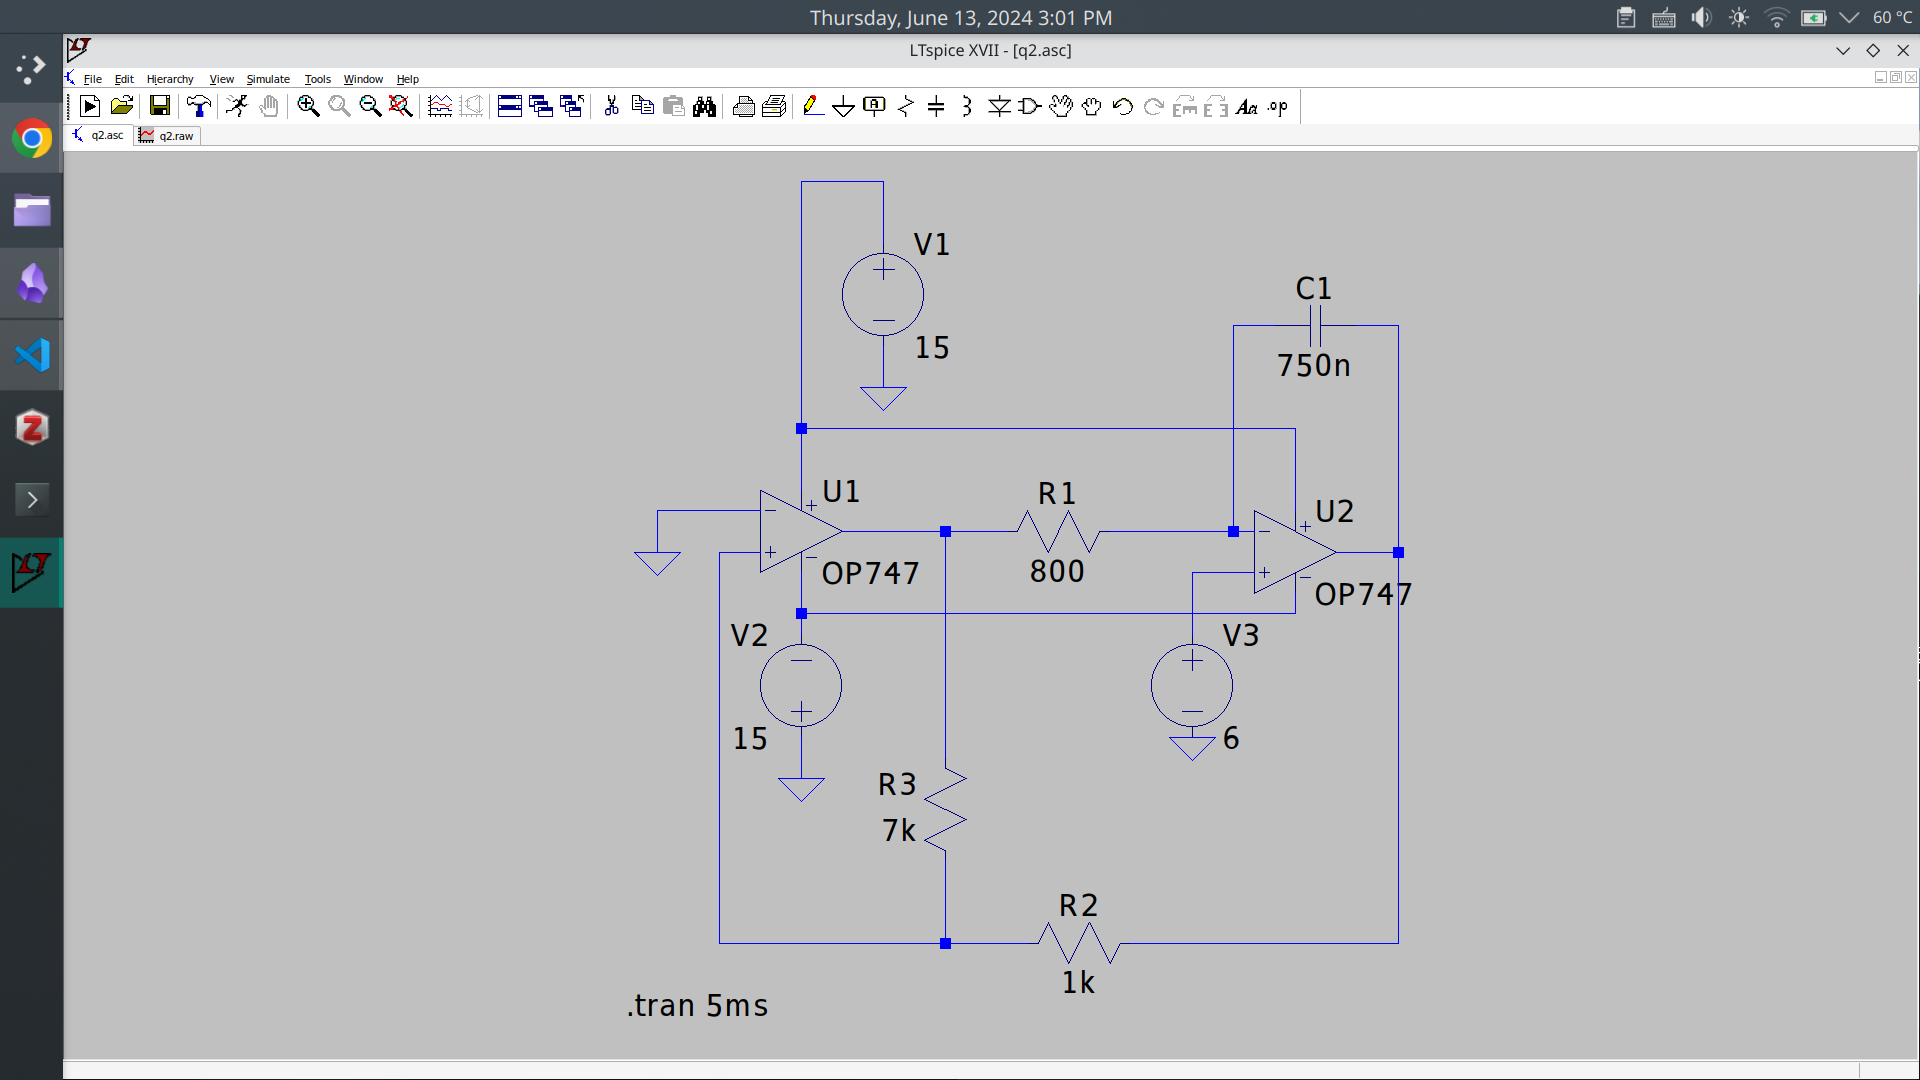 Thursday, June 13, 2024 3:01 PM
60 °C
LTspice XVII - [q2.asc]
File Edit Hierarchy View Simulate Tools Window Help
q2.asc q2.raw
V1
15
C1
750n
U1
OP747
R1
800
U2
OP747
V2
15
V3
6
R3
7k
R2
1k
.tran 5ms